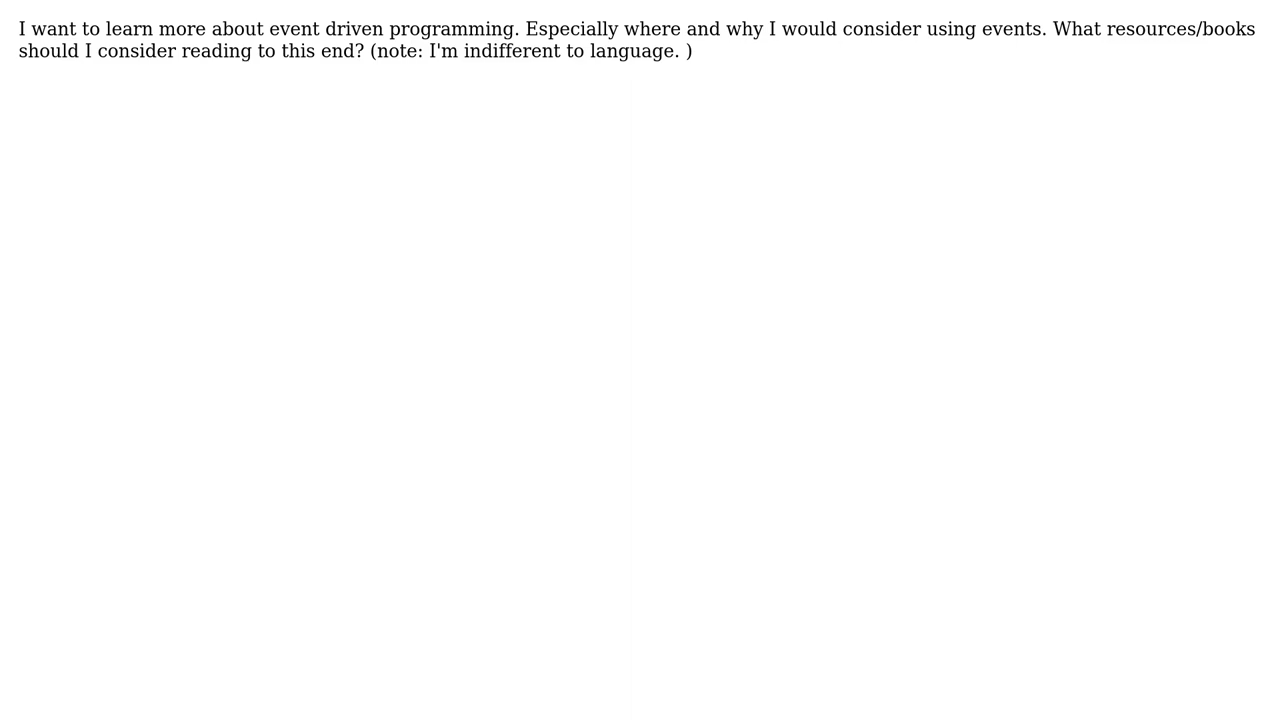 I want to learn more about event driven programming. Especially where and why I would consider using events. What resources/books
should I consider reading to this end? (note: I'm indifferent to language. )